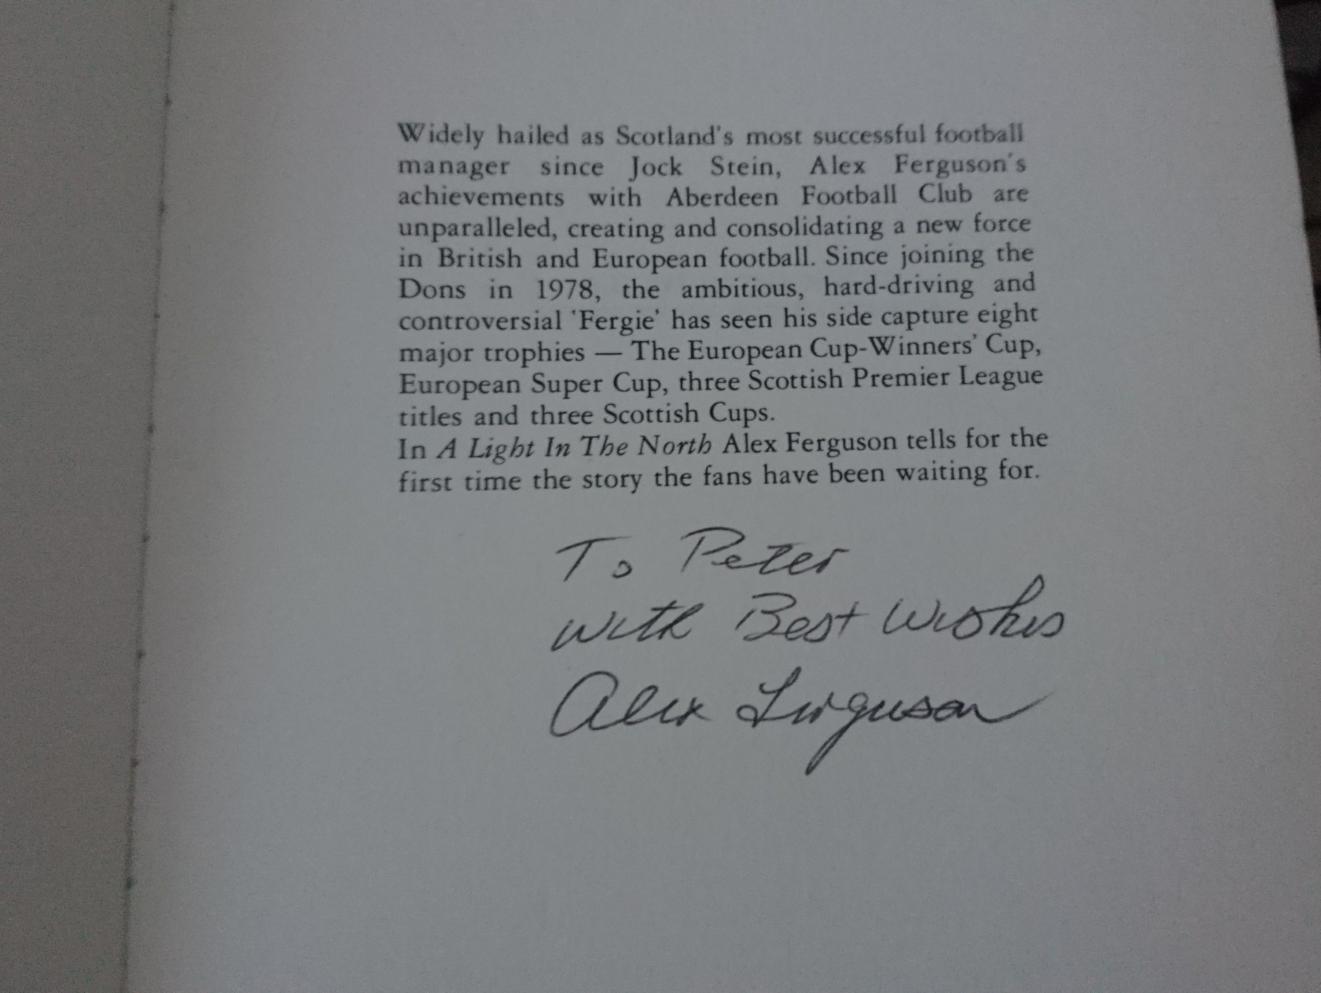 Widely hailed as Scotland's most successful football
manager since Jock Stein, Alex Ferguson's
achievements with Aberdeen Football Club are
unparalleled, creating and consolidating a new force
in British and European football. Since joining the
Dons in 1978, the ambitious, hard-driving and
controversial 'Fergie' has seen his side capture eight
major trophies — The European Cup-Winners' Cup,
European Super Cup, three Scottish Premier League
titles and three Scottish Cups.
In A Light In The North Alex Ferguson tells for the
first time the story the fans have been waiting for.
To Peter
With Best Wishes
Alex Ferguson